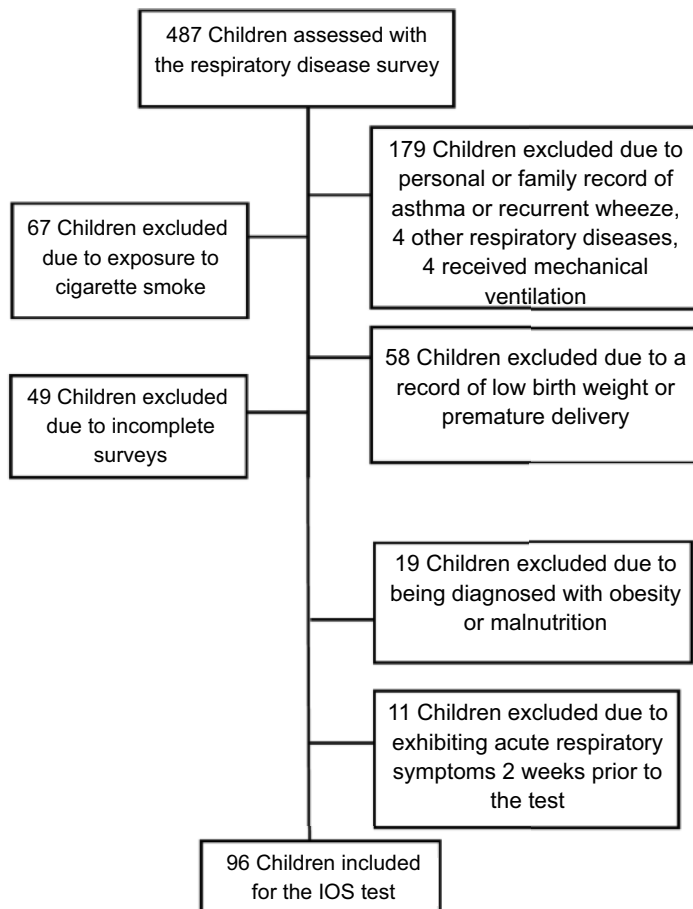 487 Children assessed with
the respiratory disease survey
179 Children excluded due to
personal or family record of
asthma or recurrent wheeze,
4 other respiratory diseases,
4 received mechanical
ventilation
67 Children excluded
due to exposure to
cigarette smoke
58 Children excluded due to a
record of low birth weight or
premature delivery
49 Children excluded
due to incomplete
surveys
19 Children excluded due to
being diagnosed with obesity
or malnutrition
11 Children excluded due to
exhibiting acute respiratory
symptoms 2 weeks prior to
the test
96 Children included
for the IOS test